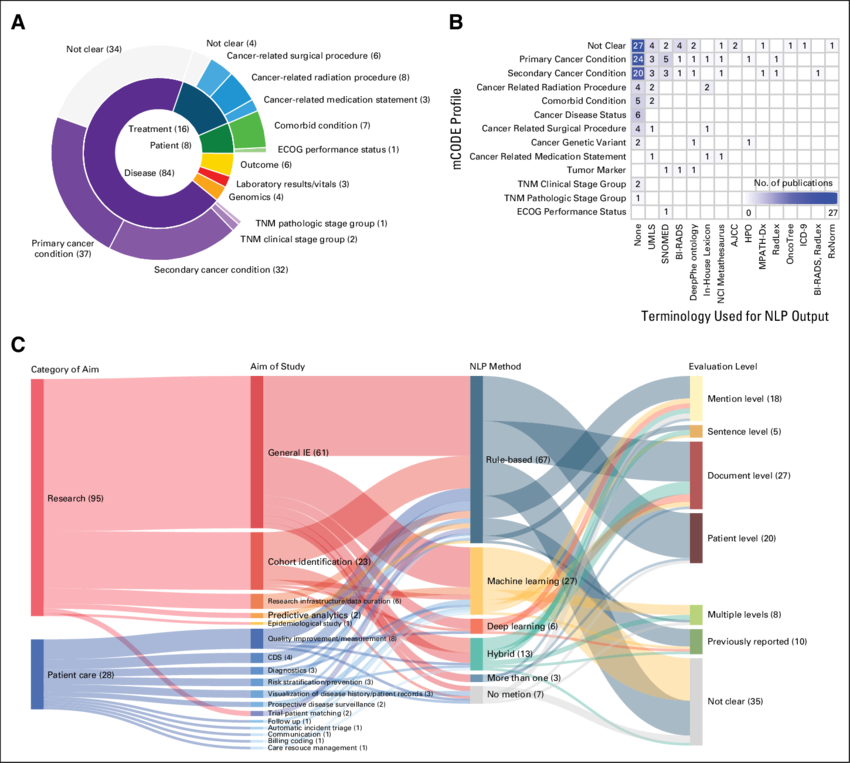 A
Not clear (34)
Not clear (4)
Cancer-related surgical procedure (6)
Cancer-related radiation procedure (8)
Cancer-related medication statement (3)
Comorbid condition (7)
ECOG performance status (1)
Treatment (16)
Patient (8)
Disease (84)
Outcome (6)
Laboratory results/vitals (3)
Genomics (4)
TNM pathologic stage group (1)
TNM clinical stage group (2)
Primary cancer
condition (37)
Secondary cancer condition (32)
B
mCODE Profile
Not Clear 27 4 2 4 2 1 2 1 1 1 1
Primary Cancer Condition 24 3 5 1 1 1 1 1 1
Secondary Cancer Condition 20 3 3 1 1 1 1 1 1
Cancer Related Radiation Procedure 4 2 2
Comorbid Condition 5 2
Cancer Disease Status 6
Cancer Related Surgical Procedure 4 1 1
Cancer Genetic Variant 2 1 1
Cancer Related Medication Statement 1 1 1
Tumor Marker 1 1 1
TNM Clinical Stage Group 2
TNM Pathologic Stage Group 1
ECOG Performance Status 1
No. of publications
0 27
None
UMLS
SNOMED
BI-RADS
DeepPhe ontology
In-House Lexicon
NCI Metathesaurus
AJCC
HPO
MPATH-Dx
RadLex
OncoTree
ICD-9
BI-RADS, RadLex
RxNorm
Terminology Used for NLP Output
C
Category of Aim
Aim of Study
NLP Method
Evaluation Level
Research (95)
Patient care (28)
General IE (61)
Cohort identification (23)
Research infrastructure/data curation (6)
Predictive analytics (2)
Epidemiological study (1)
Quality improvement/measurement (8)
CDS (4)
Diagnostics (3)
Risk stratification/prevention (3)
Visualization of disease history/patient records (3)
Prospective disease surveillance (2)
Trial-patient matching (2)
Follow up (1)
Automatic incident triage (1)
Communication (1)
Billing coding (1)
Care resouce management (1)
Rule-based (67)
Machine learning (27)
Deep learning (6)
Hybrid (13)
More than one (3)
No metion (7)
Mention level (18)
Sentence level (5)
Document level (27)
Patient level (20)
Multiple levels (8)
Previously reported (10)
Not clear (35)